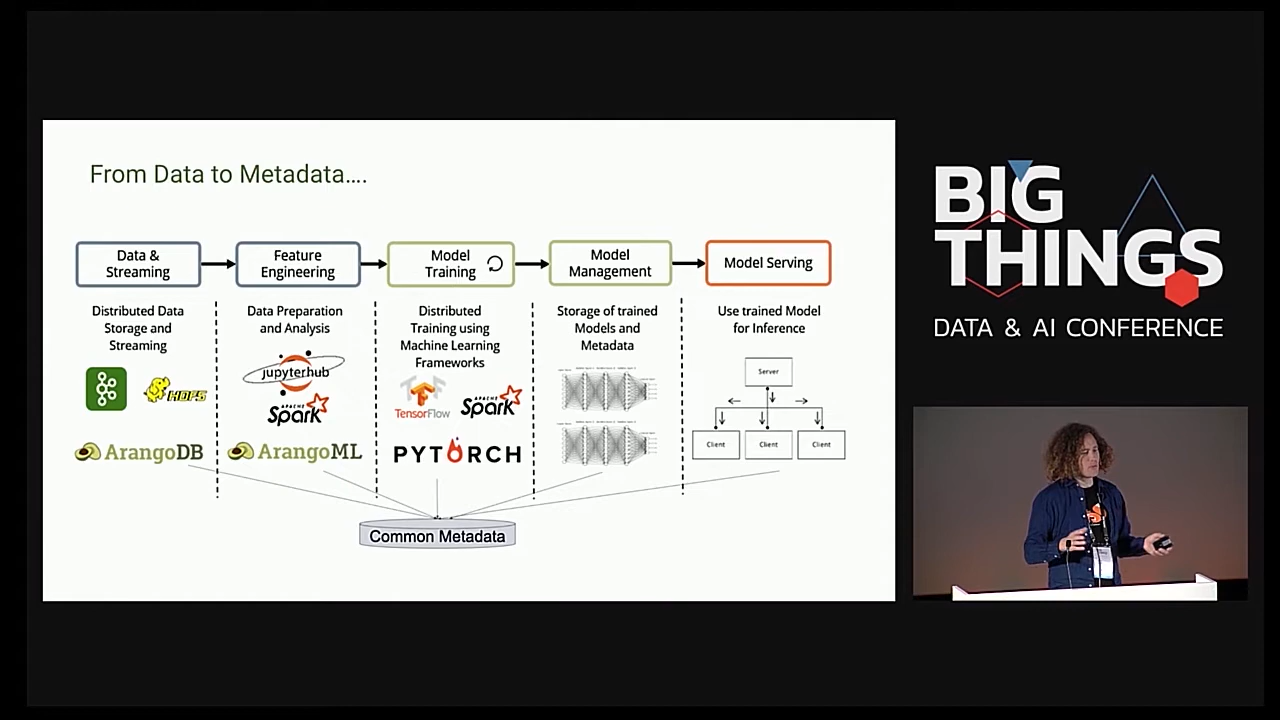 From Data to Metadata....
Data &
Streaming
Feature
Engineering
Model
Training
Model
Management
Model Serving
Distributed Data
Storage and
Streaming
Data Preparation
and Analysis
Distributed
Training using
Machine Learning
Frameworks
Storage of trained
Models and
Metadata
Use trained Model
for Inference
HDFS
ArangoDB
jupyterhub
APACHE
Spark
ArangoML
TensorFlow
APACHE
Spark
PYTORCH
Server
Client
Client
Client
Common Metadata
BIG
THINGS
DATA & AI CONFERENCE